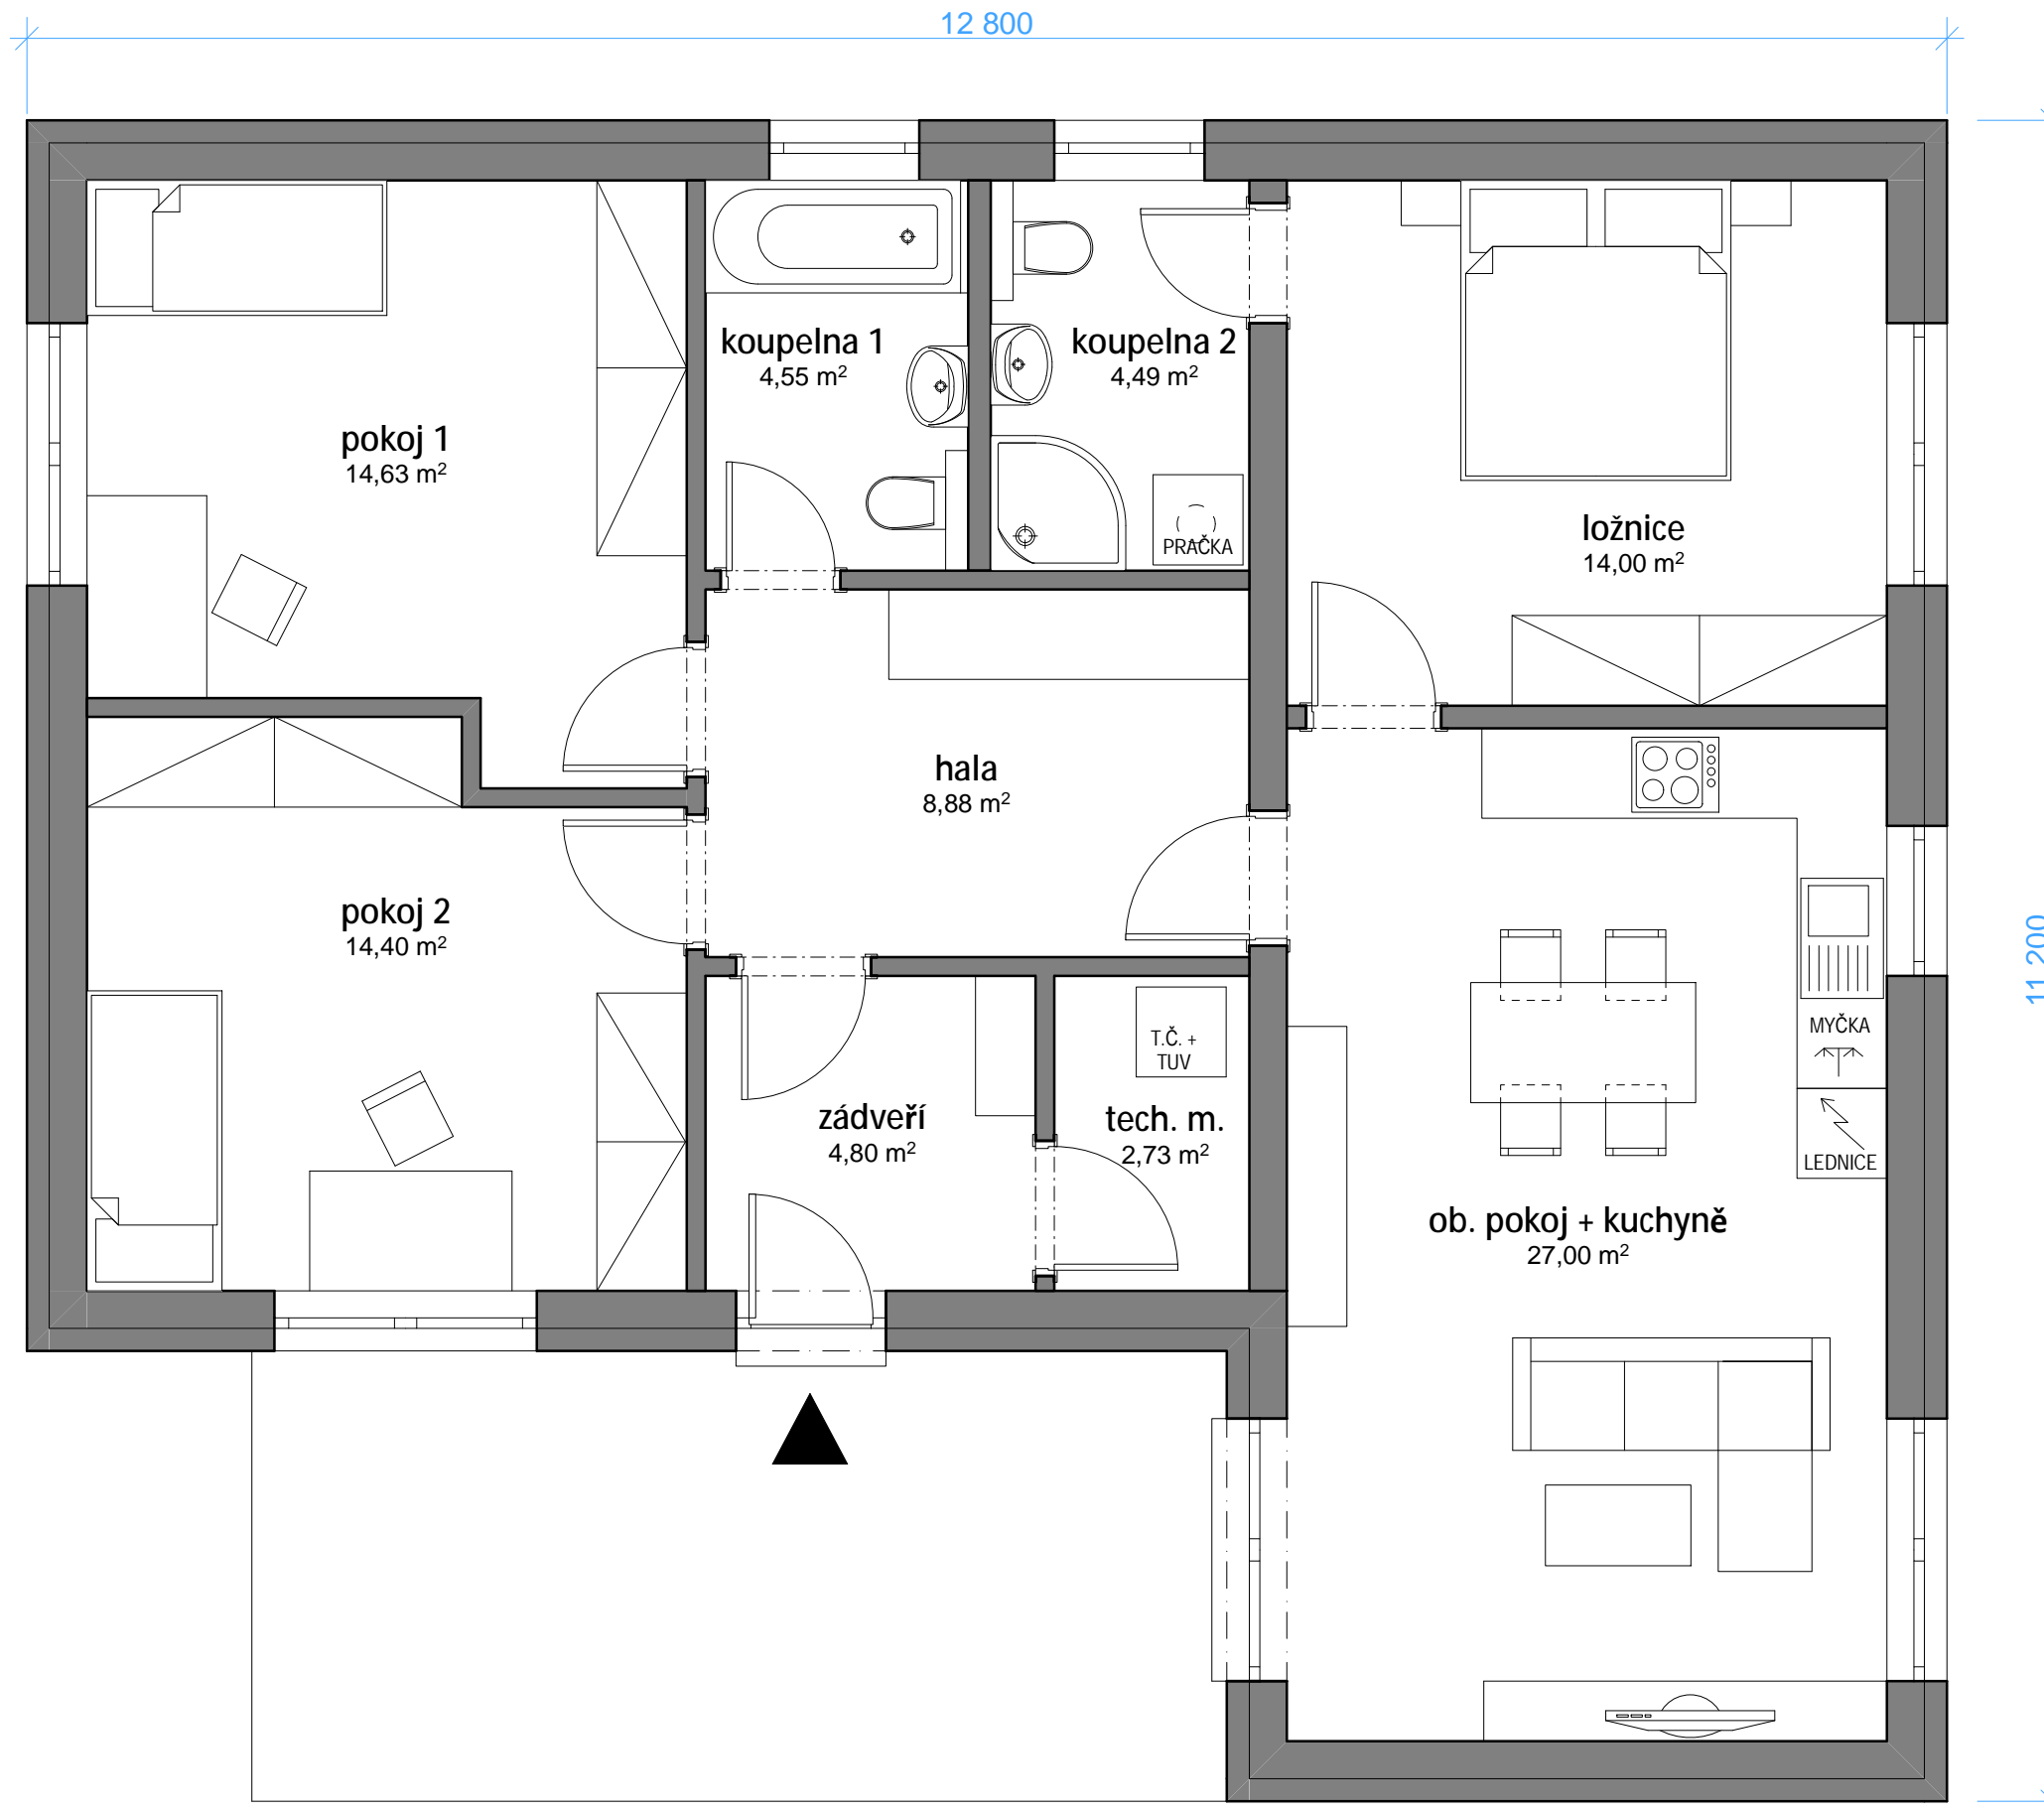 12 800
koupelna 1
4,55 m²
koupelna 2
4,49 m²
pokoj 1
14,63 m²
PRAČKA
ložnice
14,00 m²
hala
8,88 m²
pokoj 2
14,40 m²
11 200
MYČKA
T.Č. +
TUV
zádveří
4,80 m²
tech. m.
2,73 m²
LEDNICE
ob. pokoj + kuchyně
27,00 m²